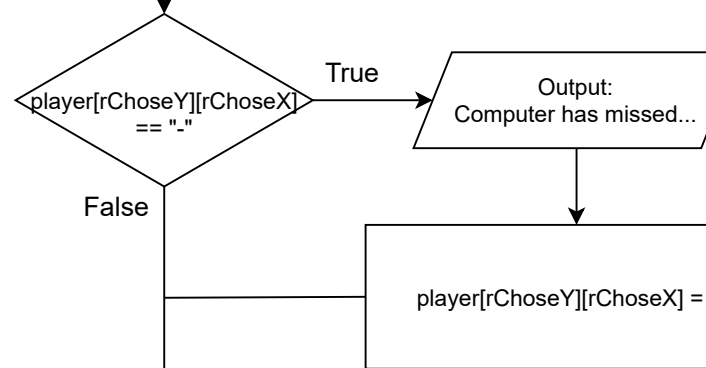 True
player[rChoseY][rChoseX]
== "-"
Output:
Computer has missed...
False
player[rChoseY][rChoseX] =